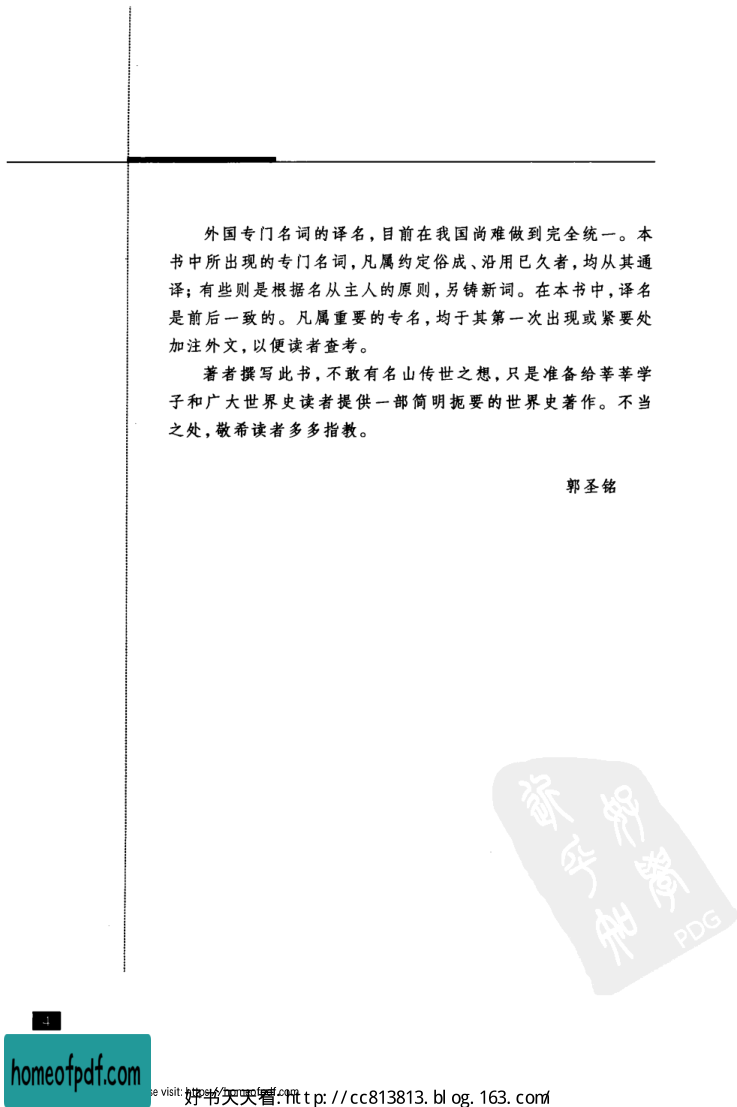 外国专门名词的译名，目前在我国尚难做到完全统一。本
书中所出现的专门名词，凡属约定俗成、沿用已久者，均从其通
译；有些则是根据名从主人的原则，另铸新词。在本书中，译名
是前后一致的。凡属重要的专名，均于其第一次出现或紧要处
加注外文，以便读者查考。
著者撰写此书，不敢有名山传世之想，只是准备给莘莘学
子和广大世界史读者提供一部简明扼要的世界史著作。不当
之处，敬希读者多多指教。
郭圣铭
PDG
4
homeofpdf.com
se visit: https://homeofpdf.com
好书天天看.http://cc813813.blog.163.com/